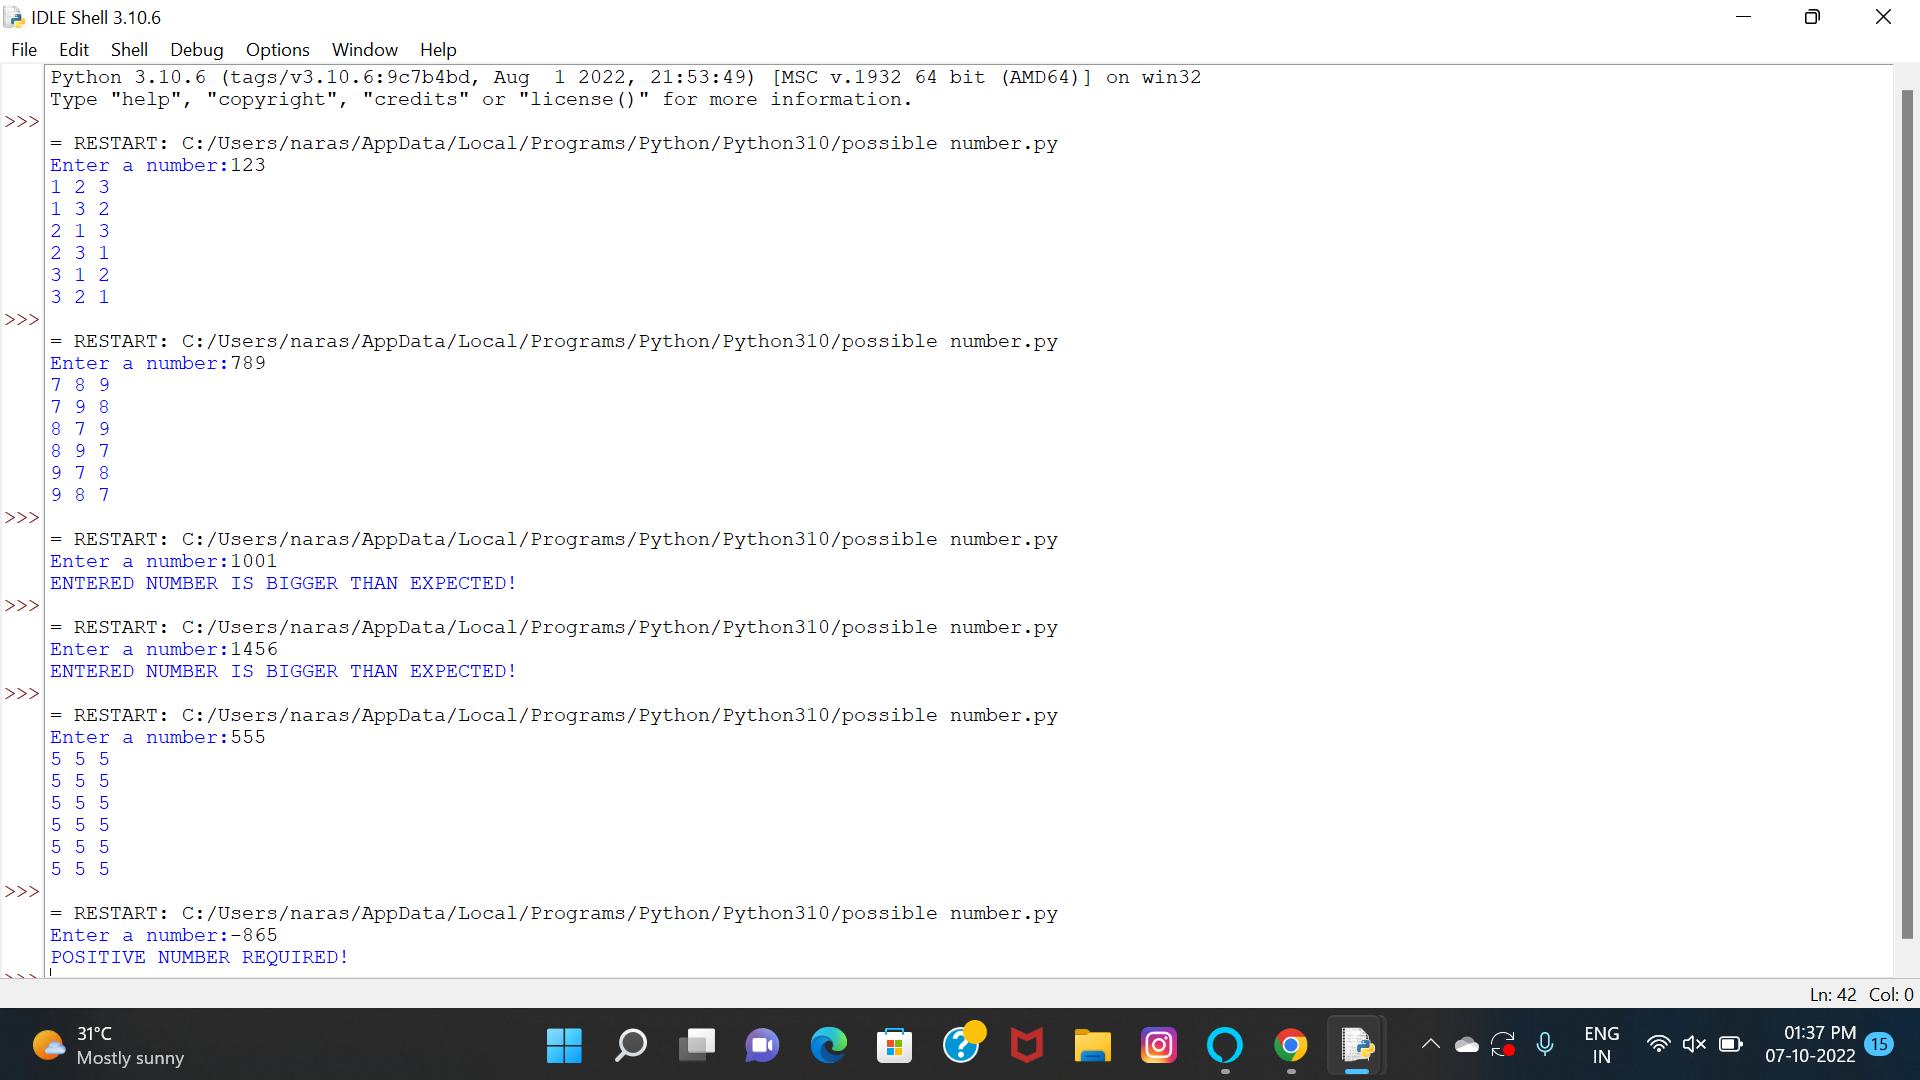 IDLE Shell 3.10.6
File Edit Shell Debug Options Window Help
Python 3.10.6 (tags/v3.10.6:9c7b4bd, Aug  1 2022, 21:53:49) [MSC v.1932 64 bit (AMD64)] on win32
Type "help", "copyright", "credits" or "license()" for more information.
>>>
= RESTART: C:/Users/naras/AppData/Local/Programs/Python/Python310/possible number.py
Enter a number:123
1 2 3
1 3 2
2 1 3
2 3 1
3 1 2
3 2 1
>>>
= RESTART: C:/Users/naras/AppData/Local/Programs/Python/Python310/possible number.py
Enter a number:789
7 8 9
7 9 8
8 7 9
8 9 7
9 7 8
9 8 7
>>>
= RESTART: C:/Users/naras/AppData/Local/Programs/Python/Python310/possible number.py
Enter a number:1001
ENTERED NUMBER IS BIGGER THAN EXPECTED!
>>>
= RESTART: C:/Users/naras/AppData/Local/Programs/Python/Python310/possible number.py
Enter a number:1456
ENTERED NUMBER IS BIGGER THAN EXPECTED!
>>>
= RESTART: C:/Users/naras/AppData/Local/Programs/Python/Python310/possible number.py
Enter a number:555
5 5 5
5 5 5
5 5 5
5 5 5
5 5 5
5 5 5
>>>
= RESTART: C:/Users/naras/AppData/Local/Programs/Python/Python310/possible number.py
Enter a number:-865
POSITIVE NUMBER REQUIRED!
>>>
Ln: 42 Col: 0
31°C
Mostly sunny
ENG
IN
01:37 PM
07-10-2022
15